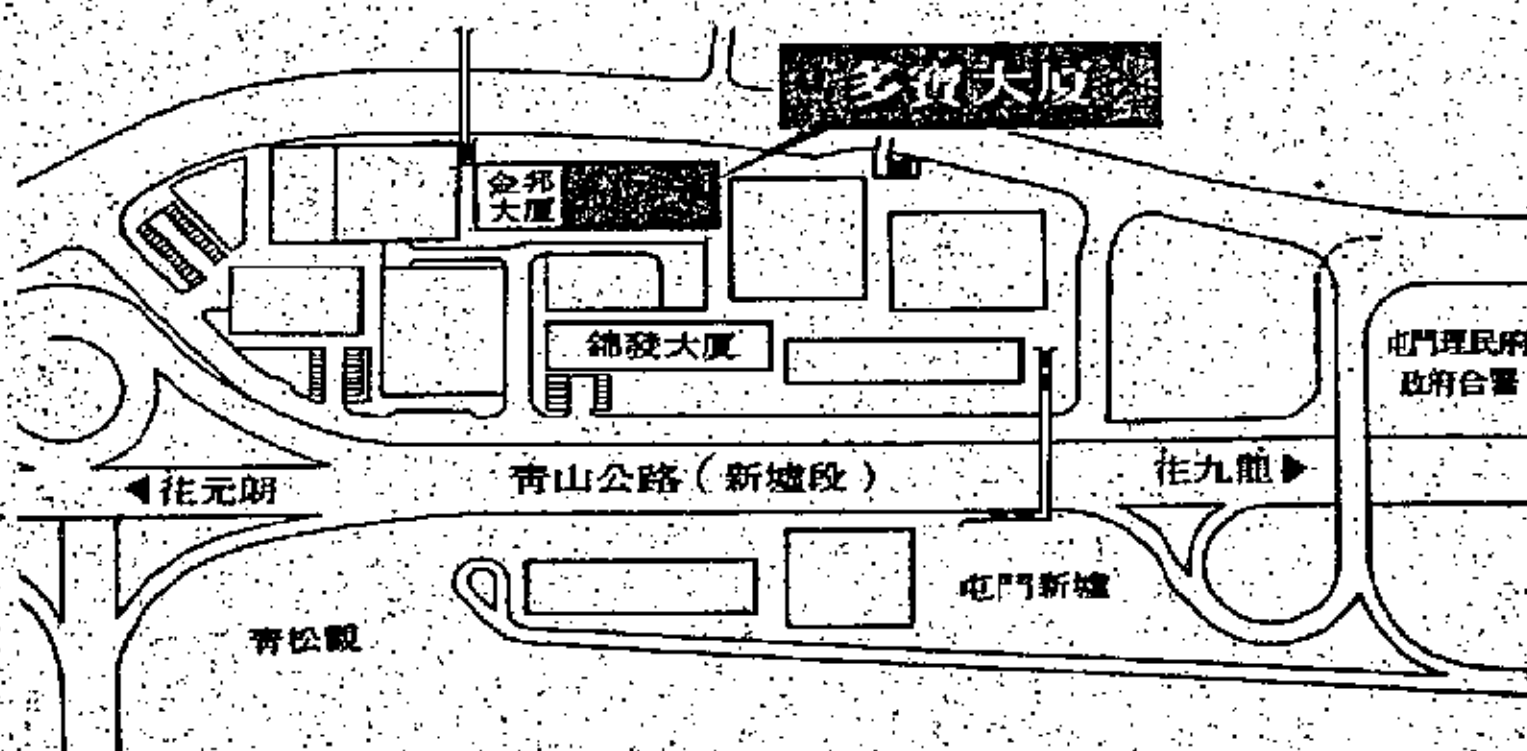 多寶大廈
金邦
大厦
錦發大厦
屯門理民府
政府合署
青山公路（新墟段）
往九龍
往元朗
屯門新墟
青松觀